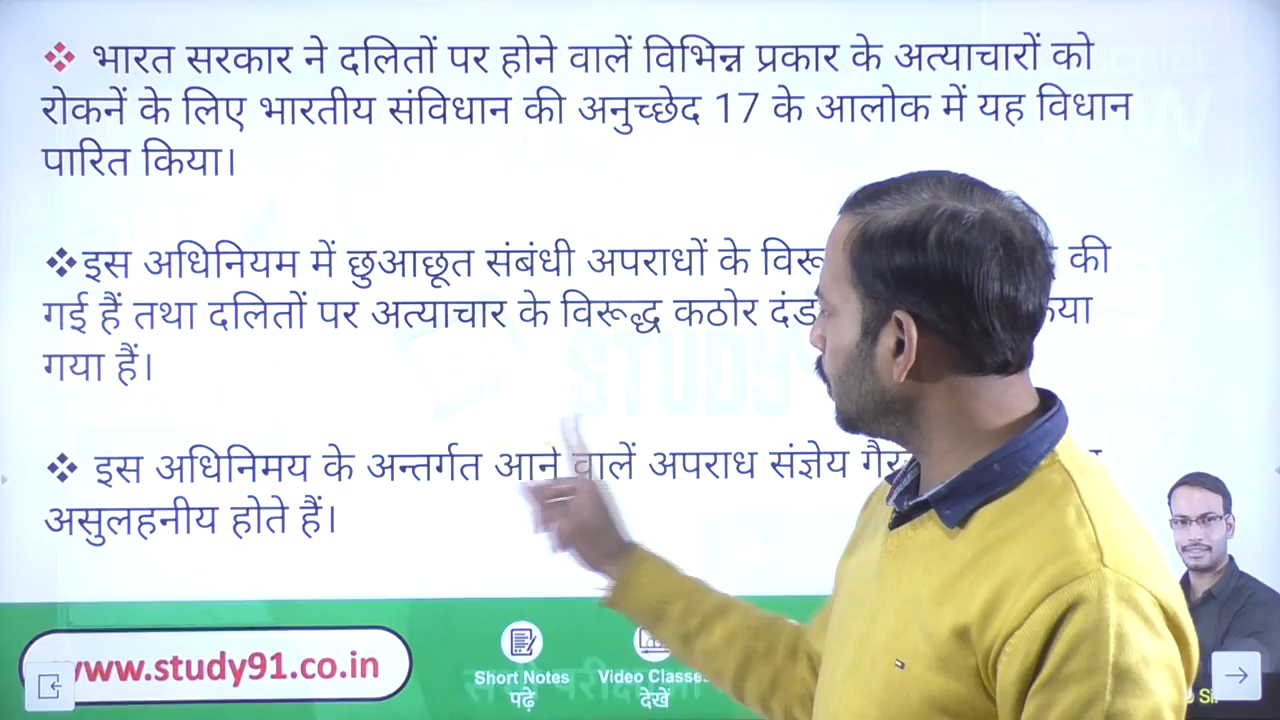 ❖ भारत सरकार ने दलितों पर होने वालें विभिन्न प्रकार के अत्याचारों को
रोकनें के लिए भारतीय संविधान की अनुच्छेद 17 के आलोक में यह विधान
पारित किया।
❖इस अधिनियम में छुआछूत संबंधी अपराधों के की
गई हैं तथा दलितों पर अत्याचार के विरूद्ध कठोर
गया हैं।
❖ इस अधिनिमय के अन्तर्गत आने वालें अपराध संज्ञेय
असुलहनीय होते हैं।
STUDY
www.study91.co.in
Short Notes
पढ़े
Video Classes
देखें